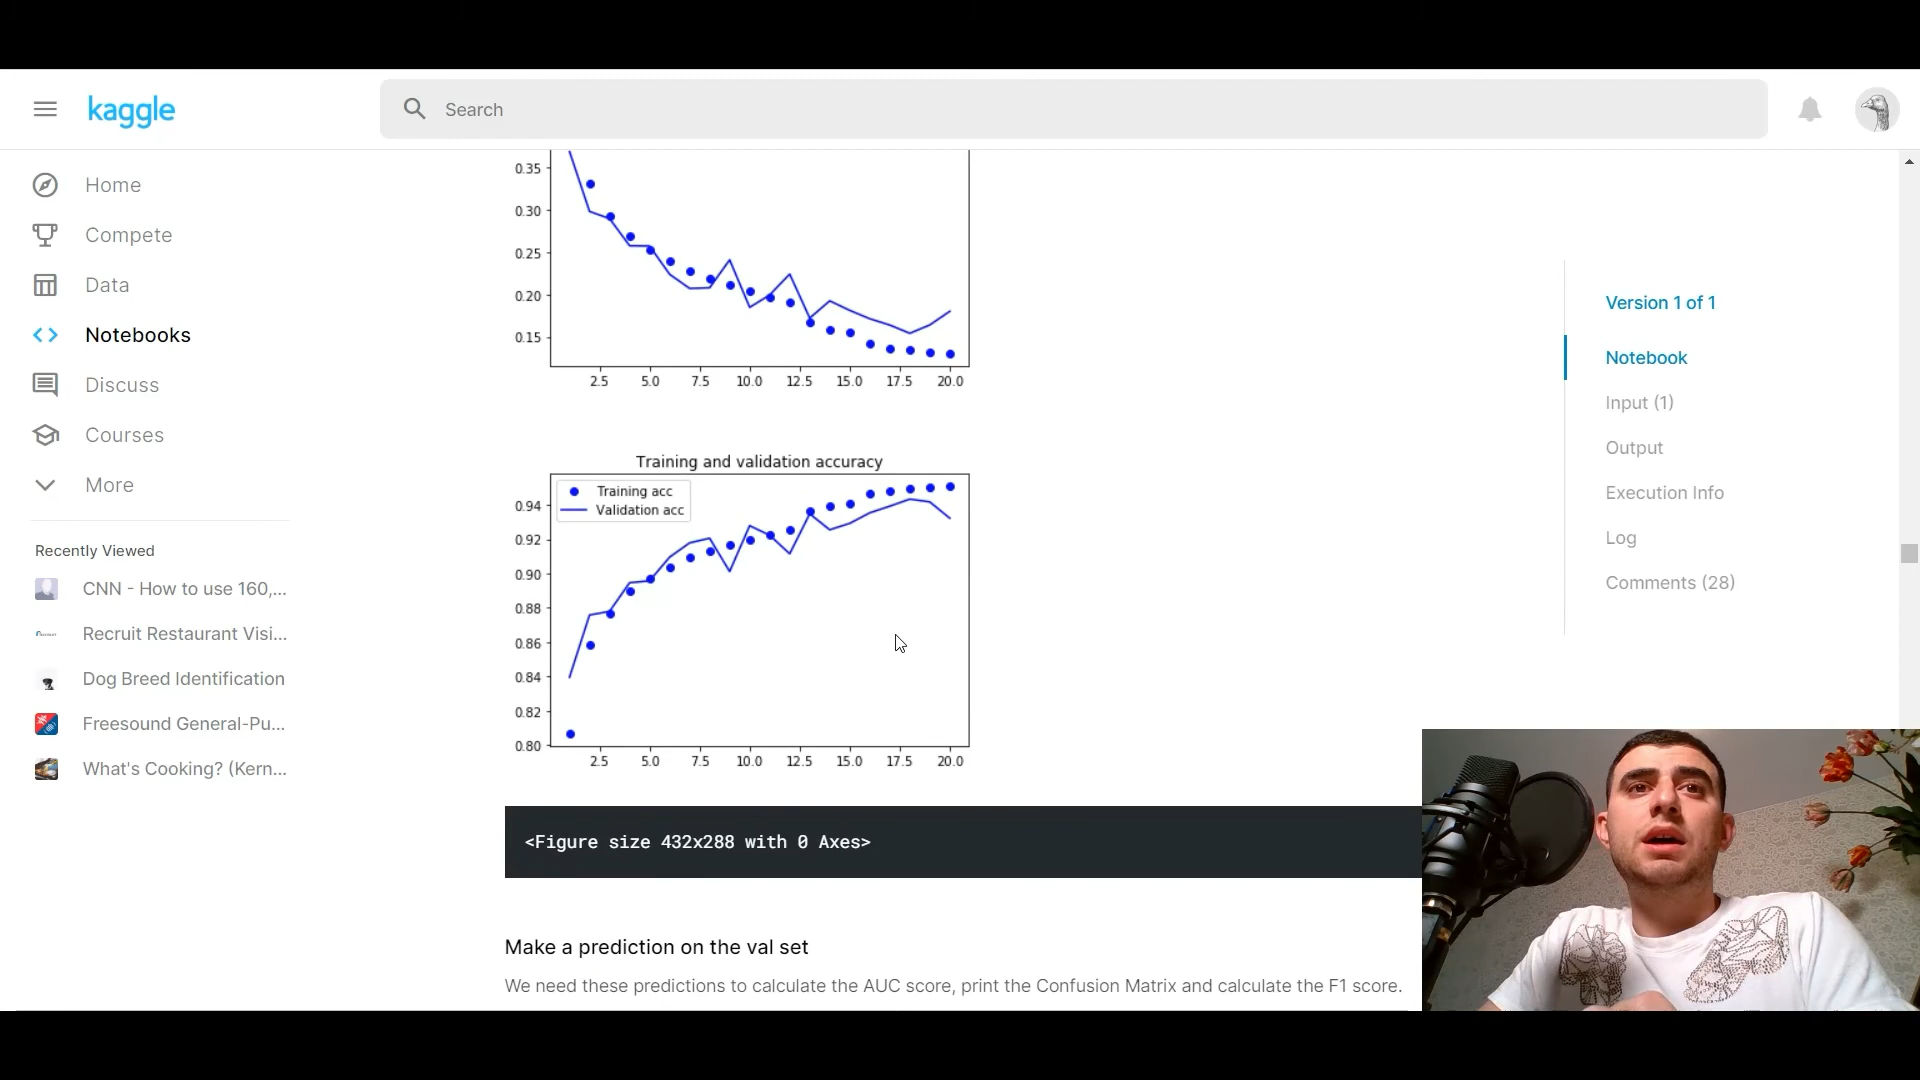 kaggle
Search
Home
Compete
Data
Notebooks
Discuss
Courses
More
Recently Viewed
CNN - How to use 160,...
Recruit Restaurant Visi...
Dog Breed Identification
Freesound General-Pu...
What's Cooking? (Kern...
0.35
0.30
0.25
0.20
0.15
2.5 5.0 7.5 10.0 12.5 15.0 17.5 20.0
Training and validation accuracy
Training acc
Validation acc
0.94
0.92
0.90
0.88
0.86
0.84
0.82
0.80
2.5 5.0 7.5 10.0 12.5 15.0 17.5 20.0
<Figure size 432x288 with 0 Axes>
Make a prediction on the val set
We need these predictions to calculate the AUC score, print the Confusion Matrix and calculate the F1 score.
Version 1 of 1
Notebook
Input (1)
Output
Execution Info
Log
Comments (28)